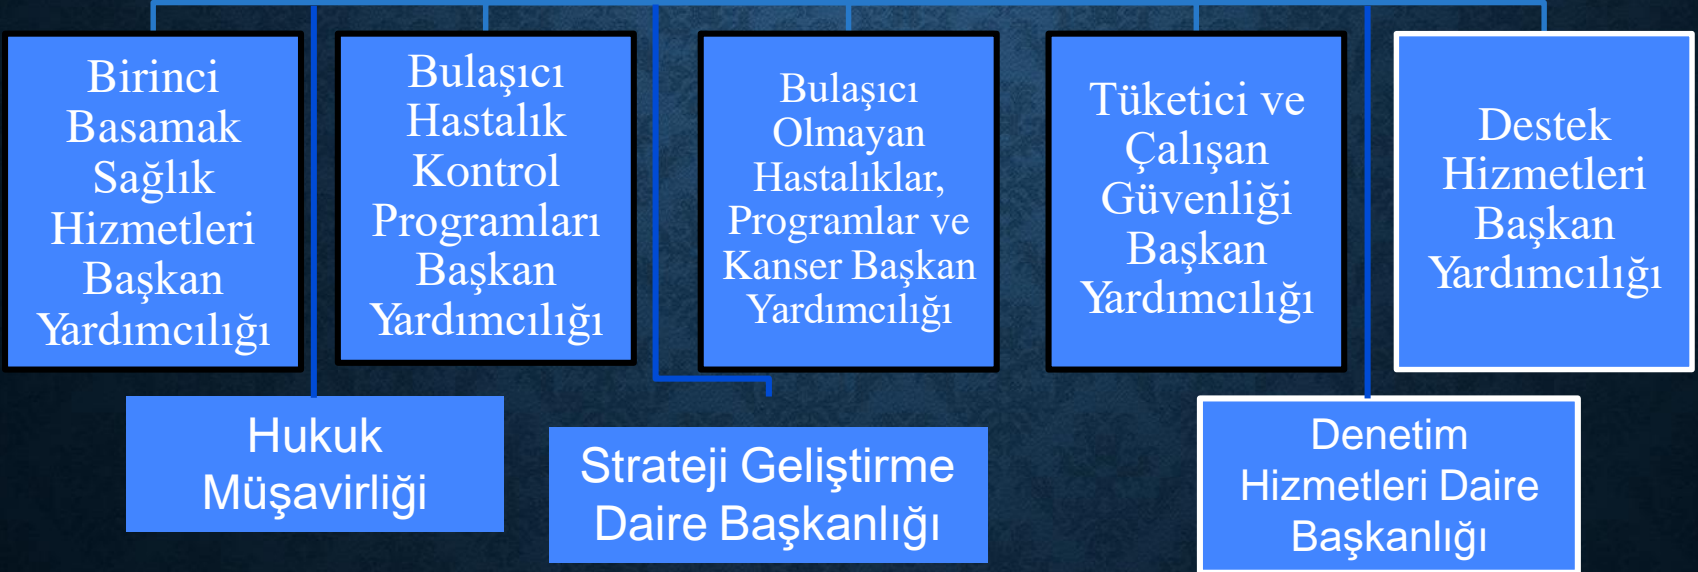 Birinci
Basamak
Sağlık
Hizmetleri
Başkan
Yardımcılığı
Bulaşıcı
Hastalık
Kontrol
Programları
Başkan
Yardımcılığı
Bulaşıcı
Olmayan
Hastalıklar,
Programlar ve
Kanser Başkan
Yardımcılığı
Tüketici ve
Çalışan
Güvenliği
Başkan
Yardımcılığı
Destek
Hizmetleri
Başkan
Yardımcılığı
Hukuk
Müşavirliği
Strateji Geliştirme
Daire Başkanlığı
Denetim
Hizmetleri Daire
Başkanlığı